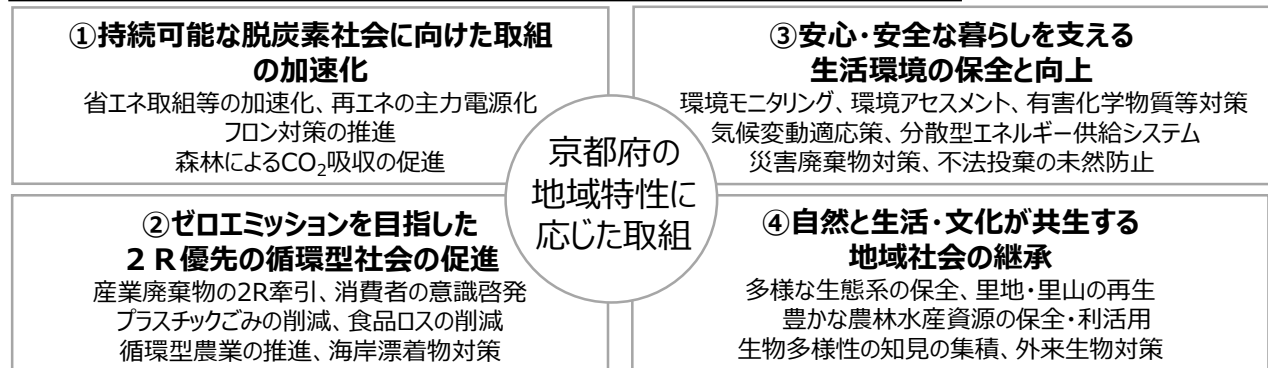 ①持続可能な脱炭素社会に向けた取組
の加速化
省エネ取組等の加速化、再エネの主力電源化
フロン対策の推進
森林によるCO₂吸収の促進
②ゼロエミッションを目指した
２Ｒ優先の循環型社会の促進
産業廃棄物の2R牽引、消費者の意識啓発
プラスチックごみの削減、食品ロスの削減
循環型農業の推進、海岸漂着物対策
京都府の
地域特性に
応じた取組
③安心・安全な暮らしを支える
生活環境の保全と向上
環境モニタリング、環境アセスメント、有害化学物質等対策
気候変動適応策、分散型エネルギー供給システム
災害廃棄物対策、不法投棄の未然防止
④自然と生活・文化が共生する
地域社会の継承
多様な生態系の保全、里地・里山の再生
豊かな農林水産資源の保全・利活用
生物多様性の知見の集積、外来生物対策